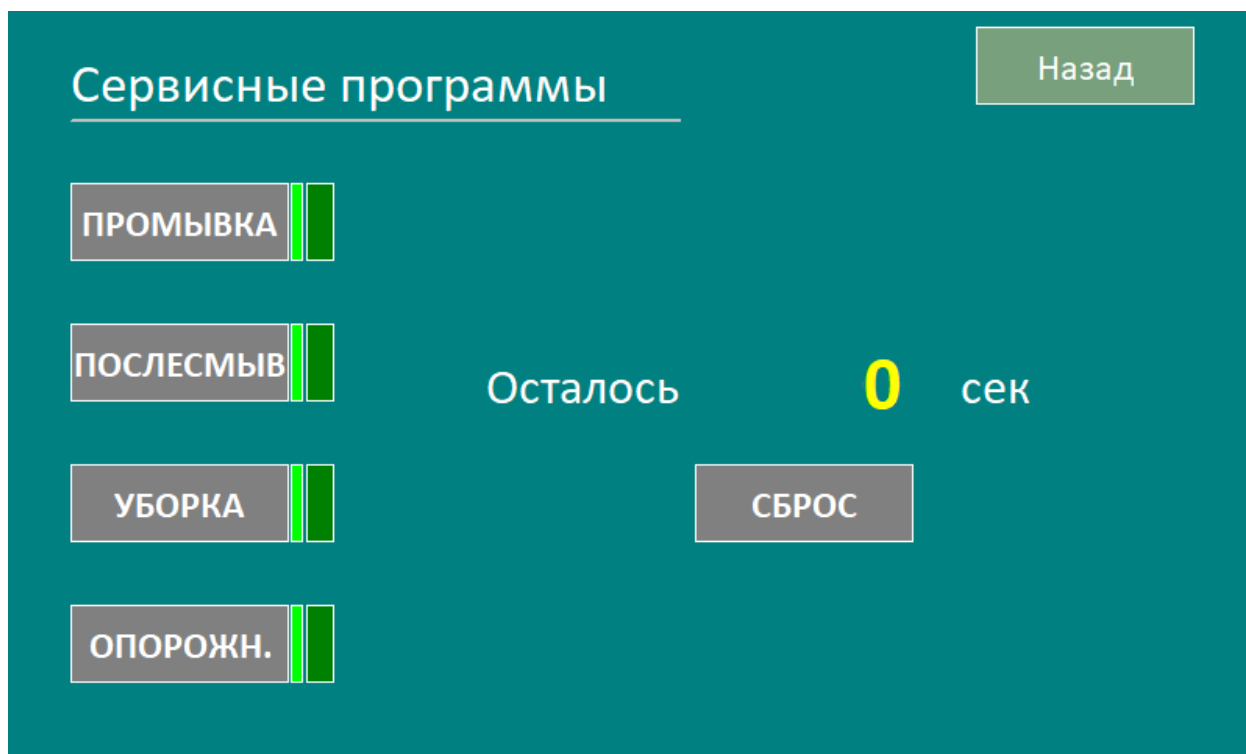 Сервисные программы
Назад
ПРОМЫВКА
ПОСЛЕСМЫВ
Осталось 0 сек
УБОРКА
СБРОС
ОПОРОЖН.